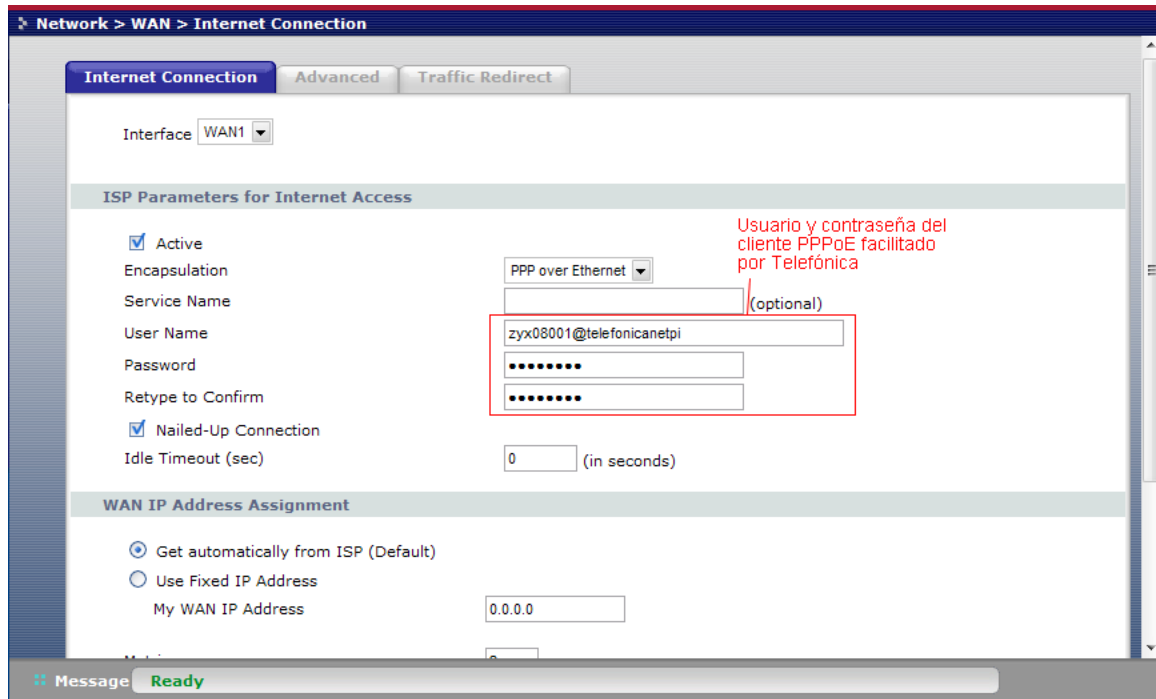 Network > WAN > Internet Connection
Internet Connection Advanced Traffic Redirect
Interface WAN1
ISP Parameters for Internet Access
Usuario y contraseña del
cliente PPPoE facilitado
por Telefónica
Active
Encapsulation PPP over Ethernet
Service Name (optional)
User Name zyx08001@telefonicanetpi
Password ••••••••
Retype to Confirm ••••••••
Nailed-Up Connection
Idle Timeout (sec) 0 (in seconds)
WAN IP Address Assignment
Get automatically from ISP (Default)
Use Fixed IP Address
My WAN IP Address 0.0.0.0
Message Ready